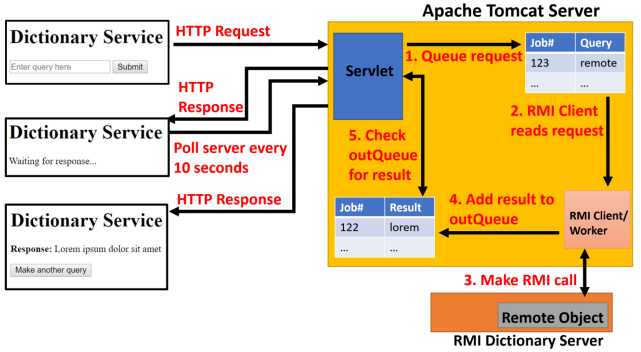 Apache Tomcat Server
Dictionary Service
Enter query here
Submit
HTTP Request
Servlet
1. Queue request
Job# Query
123 remote
... ...
HTTP
Response
2. RMI Client
reads request
Dictionary Service
Waiting for response...
Poll server every
10 seconds
5. Check
outQueue
for result
HTTP Response
Dictionary Service
Response: Lorem ipsum dolor sit amet
Make another query
Job# Result
122 lorem
... ...
4. Add result to
outQueue
RMI Client/
Worker
3. Make RMI call
Remote Object
RMI Dictionary Server